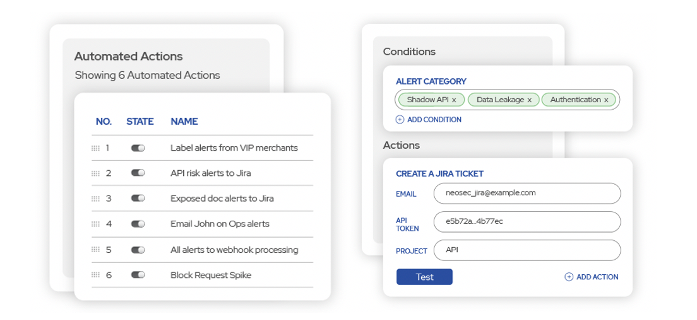 Automated Actions
Showing 6 Automated Actions
NO. STATE NAME
1 Label alerts from VIP merchants
2 API risk alerts to Jira
3 Exposed doc alerts to Jira
4 Email John on Ops alerts
5 All alerts to webhook processing
6 Block Request Spike
Conditions
ALERT CATEGORY
Shadow API x Data Leakage x Authentication x
+ ADD CONDITION
Actions
CREATE A JIRA TICKET
EMAIL neosec_jira@example.com
API
TOKEN
e5b72a...4b77ec
PROJECT API
Test + ADD ACTION